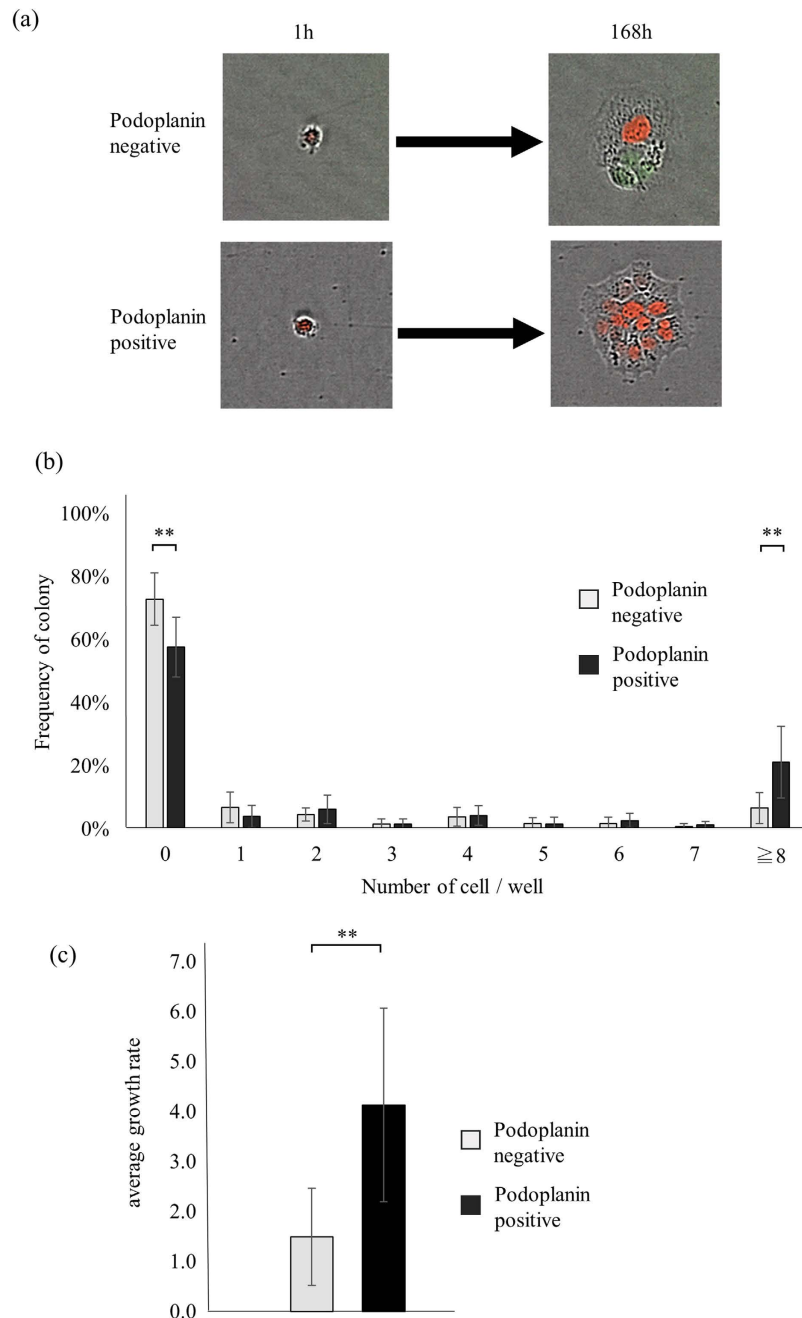 (a)
1h
168h
Podoplanin
negative
Podoplanin
positive
(b)
Frequency of colony
100%
80%
60%
40%
20%
0%
**
**
Podoplanin
negative
Podoplanin
positive
0
1
2
3
4
5
6
7
≧8
Number of cell / well
(c)
average growth rate
7.0
6.0
5.0
4.0
3.0
2.0
1.0
0.0
**
Podoplanin
negative
Podoplanin
positive